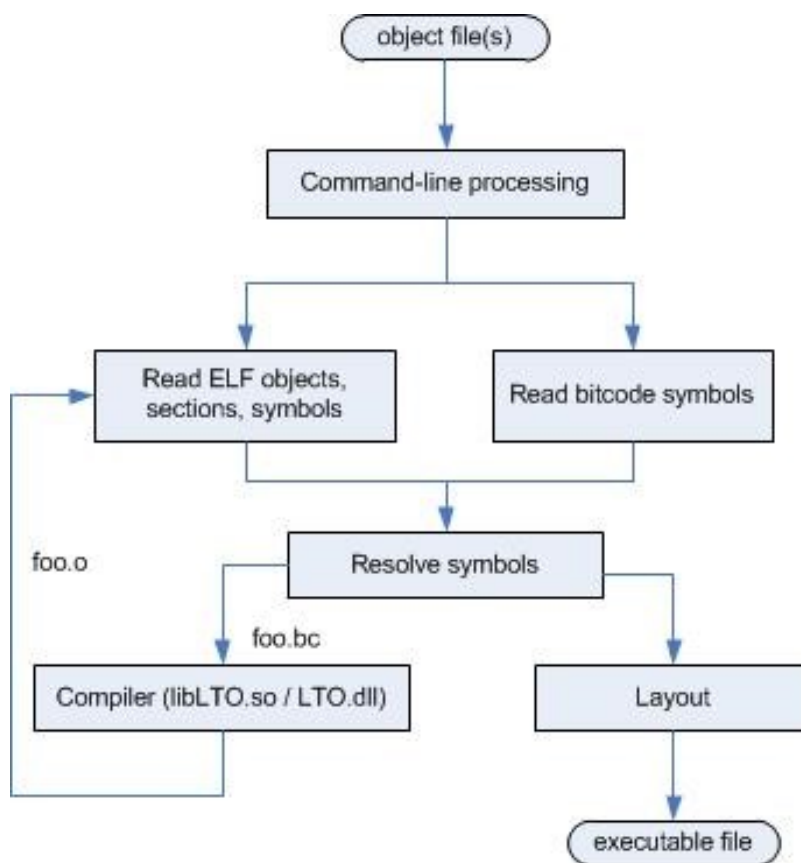 object file(s)
Command-line processing
Read ELF objects,
sections, symbols
Read bitcode symbols
Resolve symbols
foo.o
foo.bc
Compiler (libLTO.so / LTO.dll)
Layout
executable file